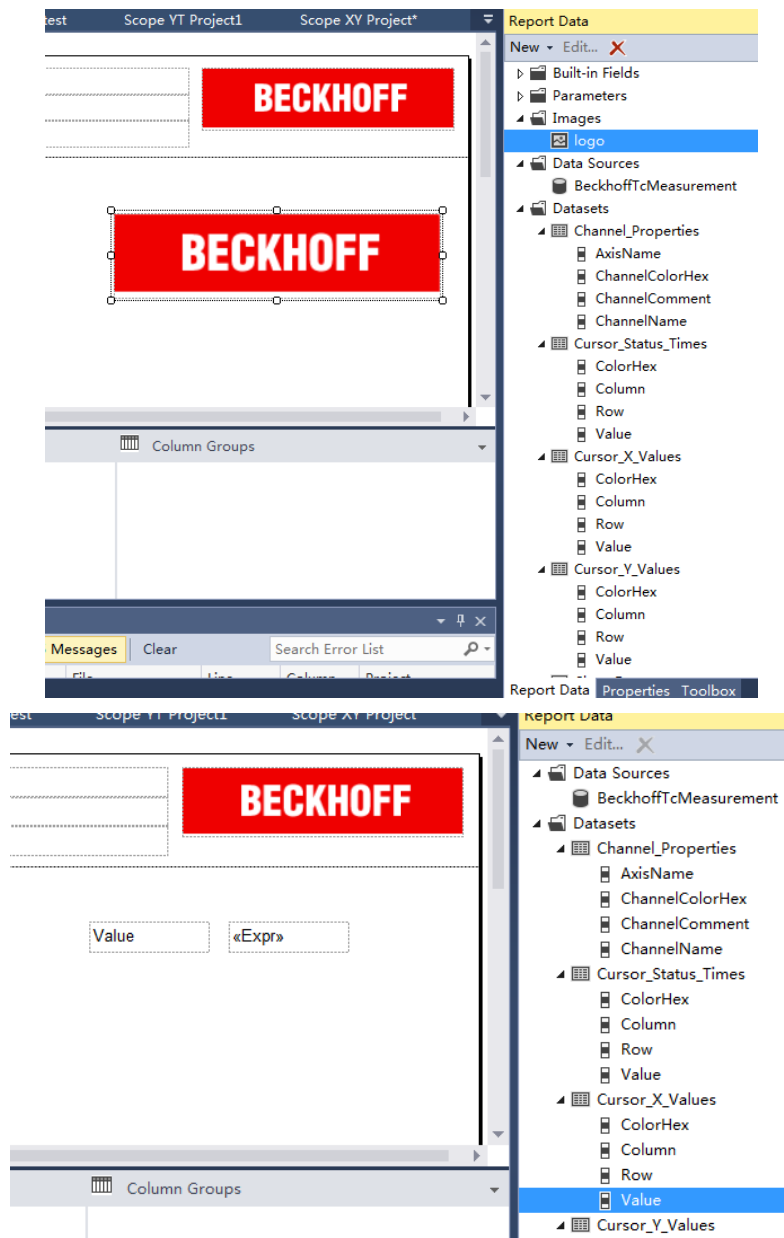 test Scope YT Project1 Scope XY Project* Report Data
New Edit...
Built-in Fields
Parameters
Images
logo
Data Sources
BeckhoffTcMeasurement
Datasets
Channel_Properties
AxisName
ChannelColorHex
ChannelComment
ChannelName
Cursor_Status_Times
ColorHex
Column
Row
Value
Cursor_X_Values
ColorHex
Column
Row
Value
Cursor_Y_Values
ColorHex
Column
Row
Value
BECKHOFF
BECKHOFF
Column Groups
Messages Clear Search Error List
File Line Column Project
Report Data Properties Toolbox
Scope YT Project1 Scope XY Project Report Data
New Edit...
Data Sources
BeckhoffTcMeasurement
Datasets
Channel_Properties
AxisName
ChannelColorHex
ChannelComment
ChannelName
Cursor_Status_Times
ColorHex
Column
Row
Value
Cursor_X_Values
ColorHex
Column
Row
Value
Cursor_Y_Values
BECKHOFF
Value «Expr»
Column Groups